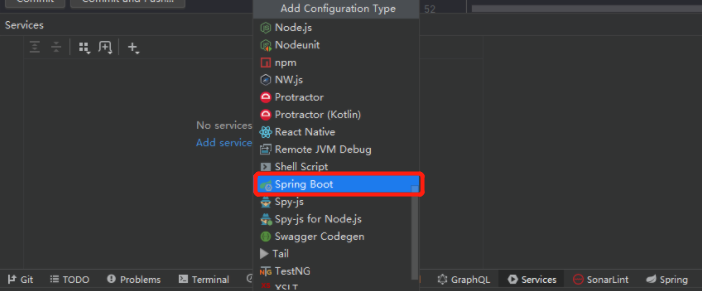 Commit
Commit and Push...
Add Configuration Type
52
Services
Node.js
Nodeunit
npm
NW.js
Protractor
Protractor (Kotlin)
React Native
Remote JVM Debug
Shell Script
Spring Boot
Spy-js
Spy-js for Node.js
Swagger Codegen
Tail
TestNG
XSLT
No services
Add service
Git
TODO
Problems
Terminal
GraphQL
Services
SonarLint
Spring